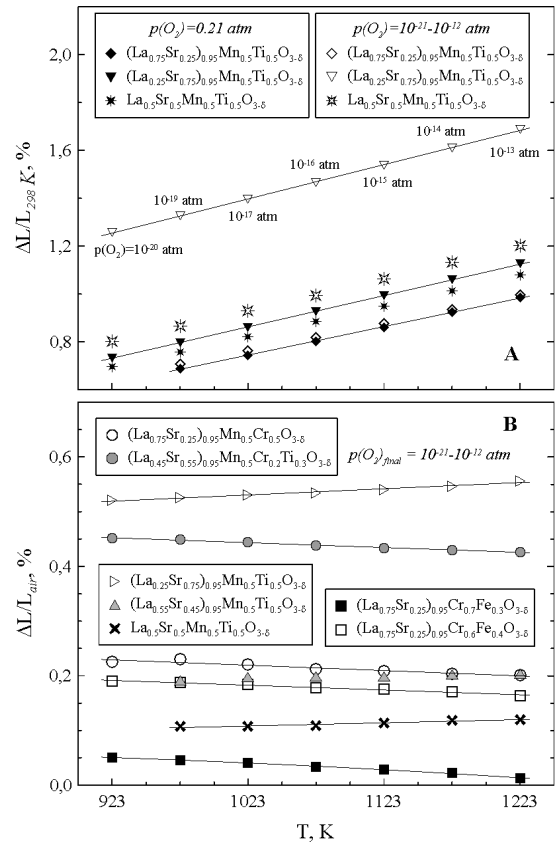 p(O₂)=0.21 atm
(La₀.₇₅Sr₀.₂₅)₀.₉₅Mn₀.₅Ti₀.₅O₃₋δ
(La₀.₂₅Sr₀.₇₅)₀.₉₅Mn₀.₅Ti₀.₅O₃₋δ
La₀.₅Sr₀.₅Mn₀.₅Ti₀.₅O₃₋δ
p(O₂)=10⁻²¹-10⁻¹² atm
(La₀.₇₅Sr₀.₂₅)₀.₉₅Mn₀.₅Ti₀.₅O₃₋δ
(La₀.₂₅Sr₀.₇₅)₀.₉₅Mn₀.₅Ti₀.₅O₃₋δ
La₀.₅Sr₀.₅Mn₀.₅Ti₀.₅O₃₋δ
2,0
1,6
1,2
0,8
ΔL/L₂₉₈ K, %
p(O₂)=10⁻²⁰ atm
10⁻¹⁹ atm
10⁻¹⁷ atm
10⁻¹⁶ atm
10⁻¹⁵ atm
10⁻¹⁴ atm
10⁻¹³ atm
A
B
(La₀.₇₅Sr₀.₂₅)₀.₉₅Mn₀.₅Cr₀.₅O₃₋δ
(La₀.₄₅Sr₀.₅₅)₀.₉₅Mn₀.₅Cr₀.₂Ti₀.₃O₃₋δ
p(O₂)final = 10⁻²¹-10⁻¹² atm
(La₀.₂₅Sr₀.₇₅)₀.₉₅Mn₀.₅Ti₀.₅O₃₋δ
(La₀.₅₅Sr₀.₄₅)₀.₉₅Mn₀.₅Ti₀.₅O₃₋δ
La₀.₅Sr₀.₅Mn₀.₅Ti₀.₅O₃₋δ
(La₀.₇₅Sr₀.₂₅)₀.₉₅Cr₀.₇Fe₀.₃O₃₋δ
(La₀.₇₅Sr₀.₂₅)₀.₉₅Cr₀.₆Fe₀.₄O₃₋δ
0,6
0,4
0,2
0,0
ΔL/Lair, %
923
1023
1123
1223
T, K